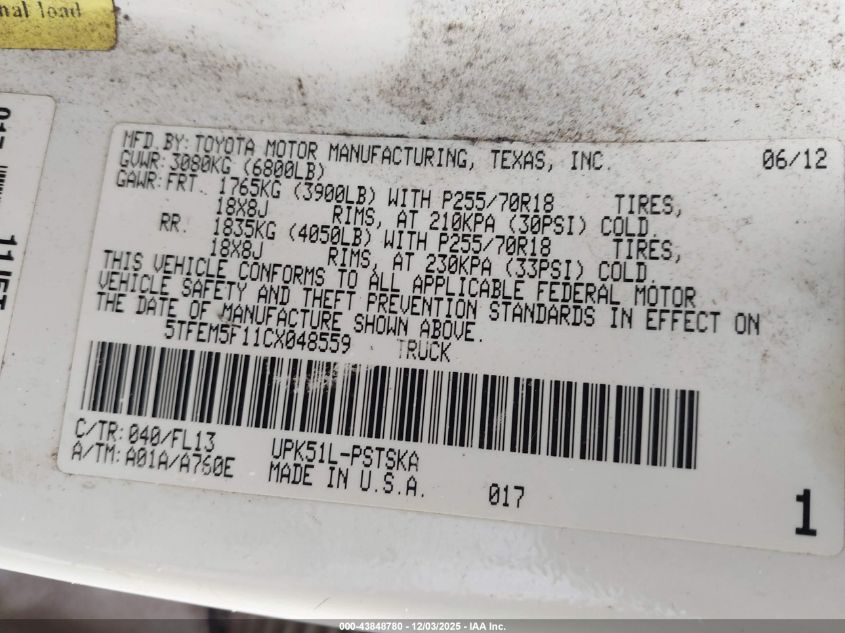 nal load
MFD. BY: TOYOTA MOTOR MANUFACTURING, TEXAS, INC. 06/12
GVWR: 3080KG (6800LB)
GAWR: FRT. 1765KG (3900LB) WITH P255/70R18 TIRES,
18X8J RIMS, AT 210KPA (30PSI) COLD.
RR. 1835KG (4050LB) WITH P255/70R18 TIRES,
18X8J RIMS, AT 230KPA (33PSI) COLD.
THIS VEHICLE CONFORMS TO ALL APPLICABLE FEDERAL MOTOR
VEHICLE SAFETY AND THEFT PREVENTION STANDARDS IN EFFECT ON
THE DATE OF MANUFACTURE SHOWN ABOVE.
5TFEM5F11CX048559 TRUCK
C/TR: 040/FL13 UPK51L-PSTSKA
A/TM: A01A/A760E MADE IN U.S.A. 017
1
000-43848780 - 12/03/2025 - IAA Inc.